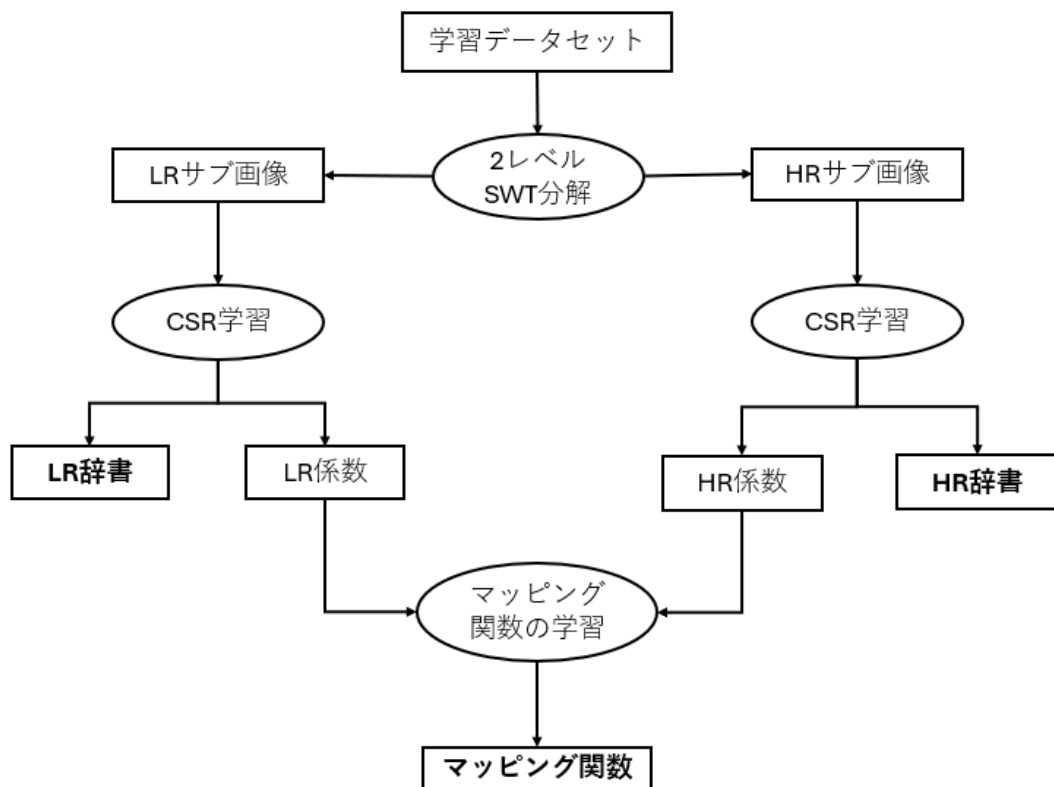 学習データセット
2レベル
SWT分解
LRサブ画像
HRサブ画像
CSR学習
CSR学習
LR辞書
LR係数
HR係数
HR辞書
マッピング
関数の学習
マッピング関数